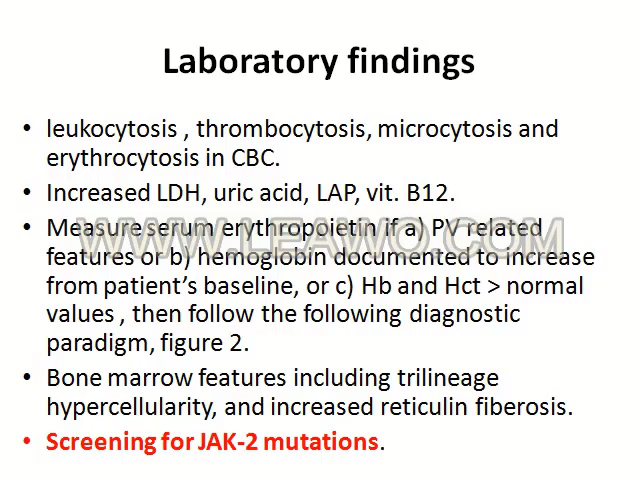 Laboratory findings
• leukocytosis , thrombocytosis, microcytosis and
erythrocytosis in CBC.
• Increased LDH, uric acid, LAP, vit. B12.
• Measure serum erythropoietin if a) PV related
WWW.LEAWO.COM
features or b) hemoglobin documented to increase
from patient’s baseline, or c) Hb and Hct > normal
values , then follow the following diagnostic
paradigm, figure 2.
• Bone marrow features including trilineage
hypercellularity, and increased reticulin fiberosis.
• Screening for JAK-2 mutations.